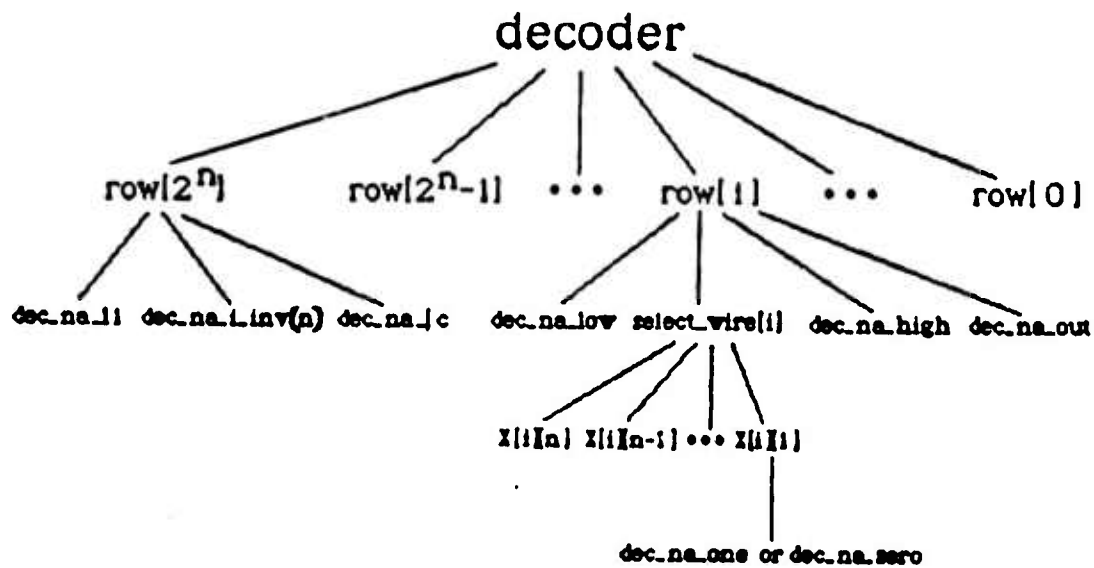 decoder
row[2^n] row[2^n-1] ••• row[i] ••• row[0]
dec_na_li dec_na_i_inv(n) dec_na_lc dec_na_low select_wire[i] dec_na_high dec_na_out
X[i][n] X[i][n-1] ••• X[i][i]
dec_na_one or dec_na_zero